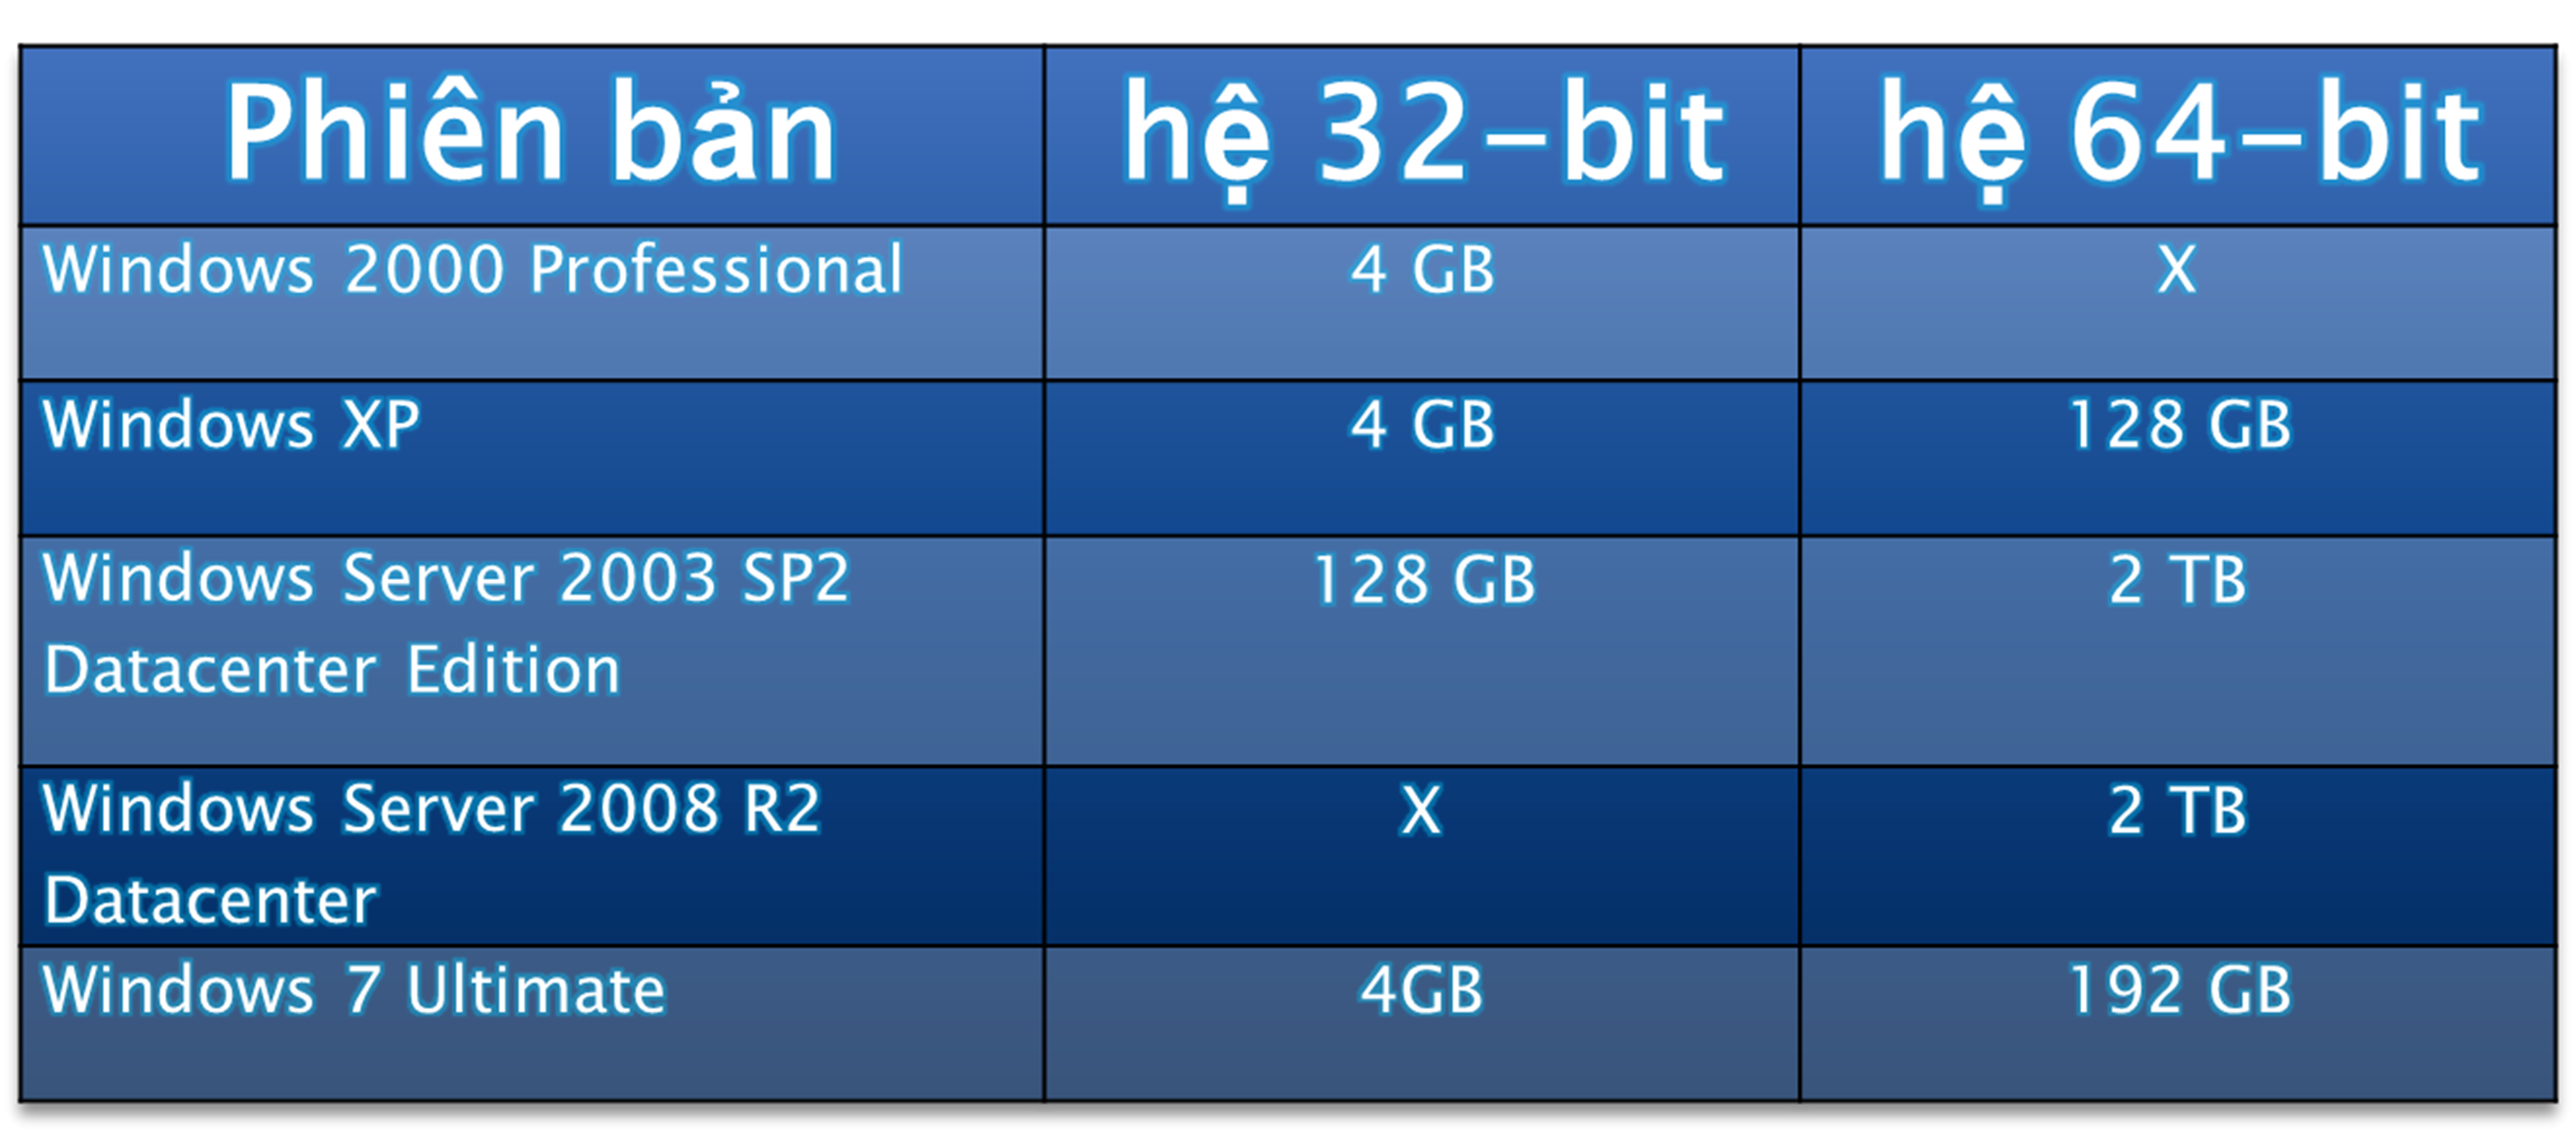 Phiên bản hệ 32-bit hệ 64-bit
Windows 2000 Professional 4 GB X
Windows XP 4 GB 128 GB
Windows Server 2003 SP2 128 GB 2 TB
Datacenter Edition
Windows Server 2008 R2 X 2 TB
Datacenter
Windows 7 Ultimate 4GB 192 GB